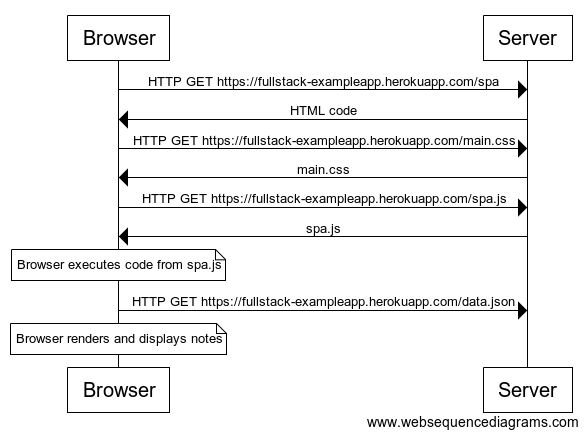 Browser
Server
HTTP GET https://fullstack-exampleapp.herokuapp.com/spa
HTML code
HTTP GET https://fullstack-exampleapp.herokuapp.com/main.css
main.css
HTTP GET https://fullstack-exampleapp.herokuapp.com/spa.js
spa.js
Browser executes code from spa.js
HTTP GET https://fullstack-exampleapp.herokuapp.com/data.json
Browser renders and displays notes
Browser
Server
www.websequencediagrams.com